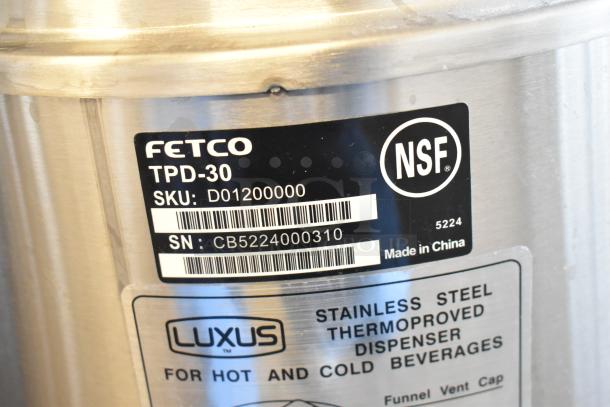 FETCO
TPD-30
SKU: D01200000
SN: CB5224000310
NSF®
5224
Made in China
LUXUS™
STAINLESS STEEL
THERMOPROVED
DISPENSER
FOR HOT AND COLD BEVERAGES
Funnel Vent Cap